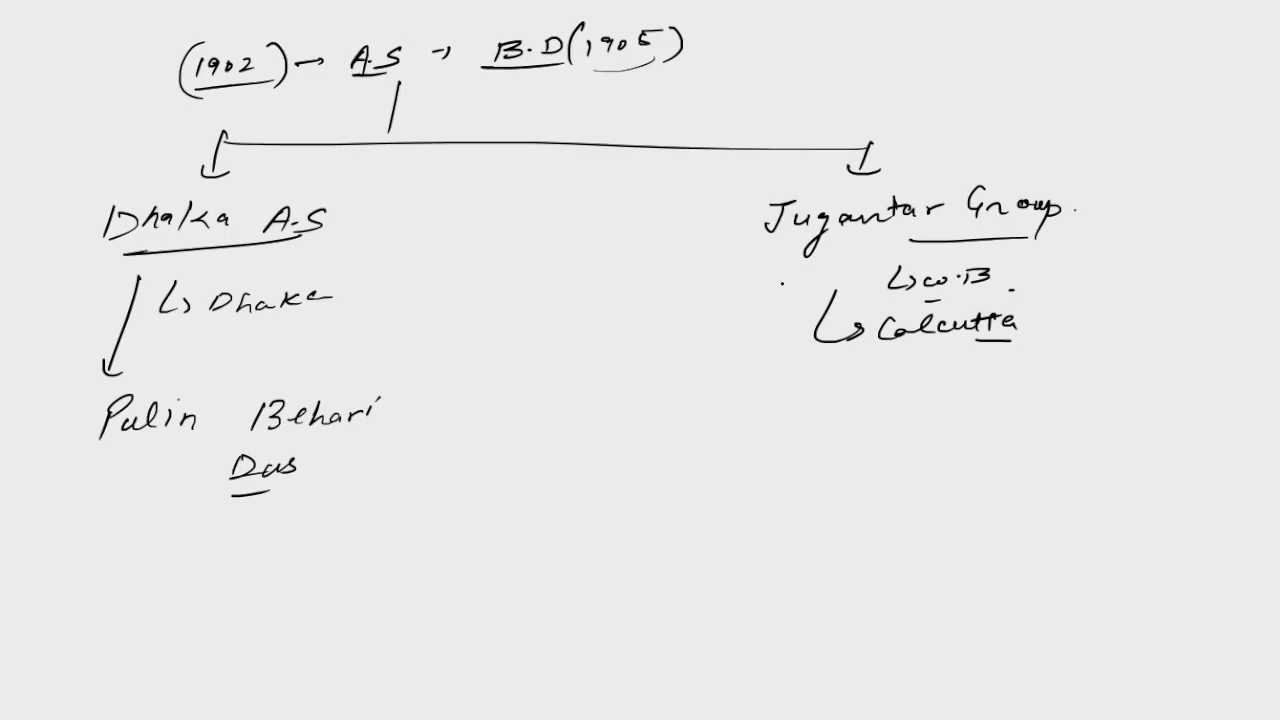 (1902) → A.S → B.D (1905)
Dhaka A.S
Jugantar Group.
↳ Dhaka
↳ W.B.
↳ Calcutta
Pulin Behari
Das